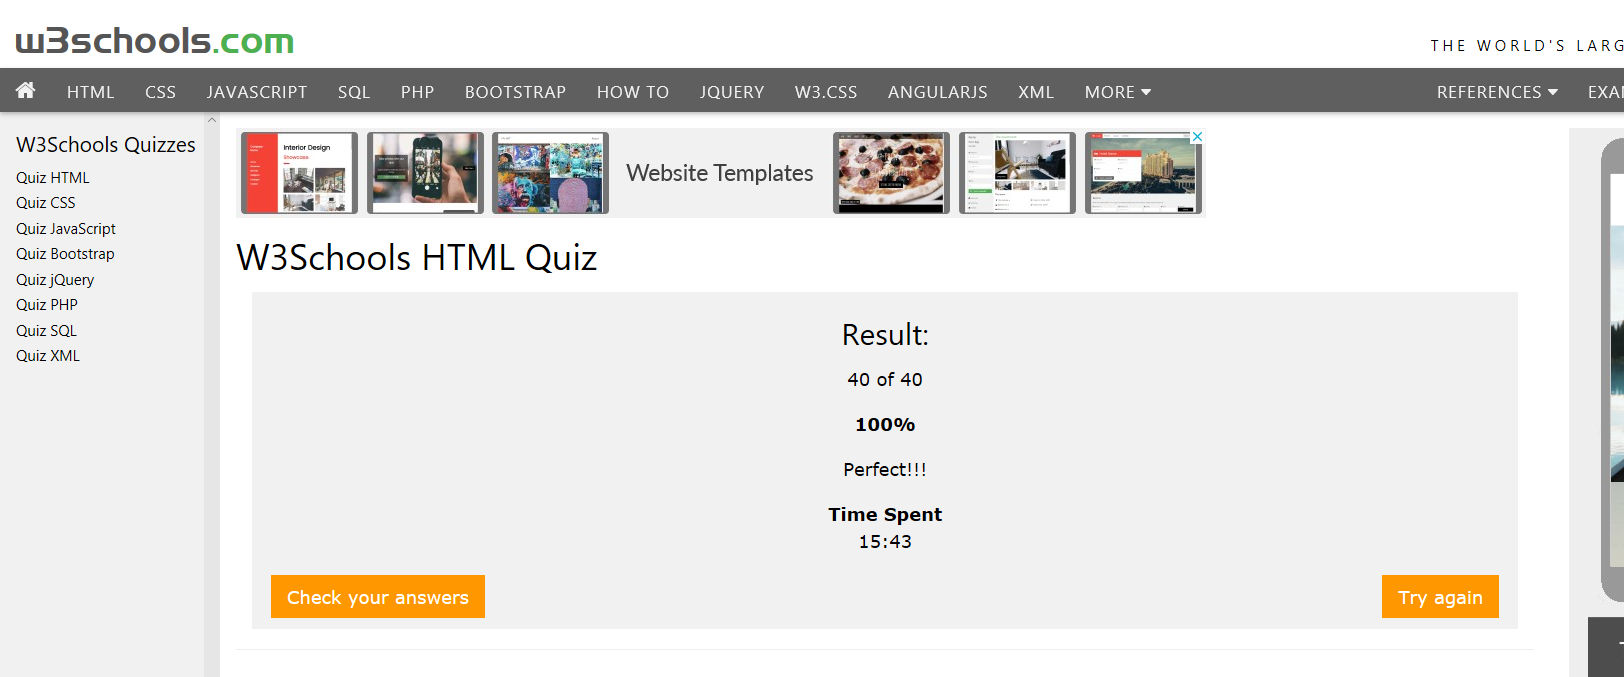 w3schools.com
THE WORLD'S LARG
HTML CSS JAVASCRIPT SQL PHP BOOTSTRAP HOW TO JQUERY W3.CSS ANGULARJS XML MORE REFERENCES EXA
W3Schools Quizzes
Quiz HTML
Quiz CSS
Quiz JavaScript
Quiz Bootstrap
Quiz jQuery
Quiz PHP
Quiz SQL
Quiz XML
Interior Design
Showcase.
Website Templates
W3Schools HTML Quiz
Result:
40 of 40
100%
Perfect!!!
Time Spent
15:43
Check your answers
Try again